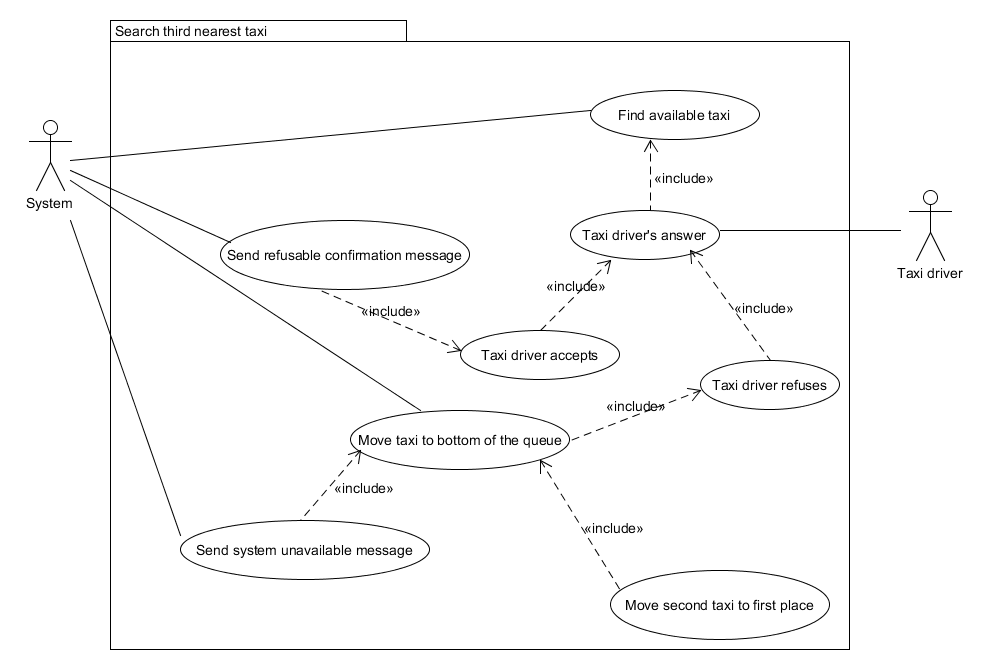 Search third nearest taxi
Find available taxi
«include»
System
Taxi driver's answer
Send refusable confirmation message
Taxi driver
«include»
«include»
«include»
Taxi driver accepts
Taxi driver refuses
«include»
Move taxi to bottom of the queue
«include»
«include»
Send system unavailable message
Move second taxi to first place